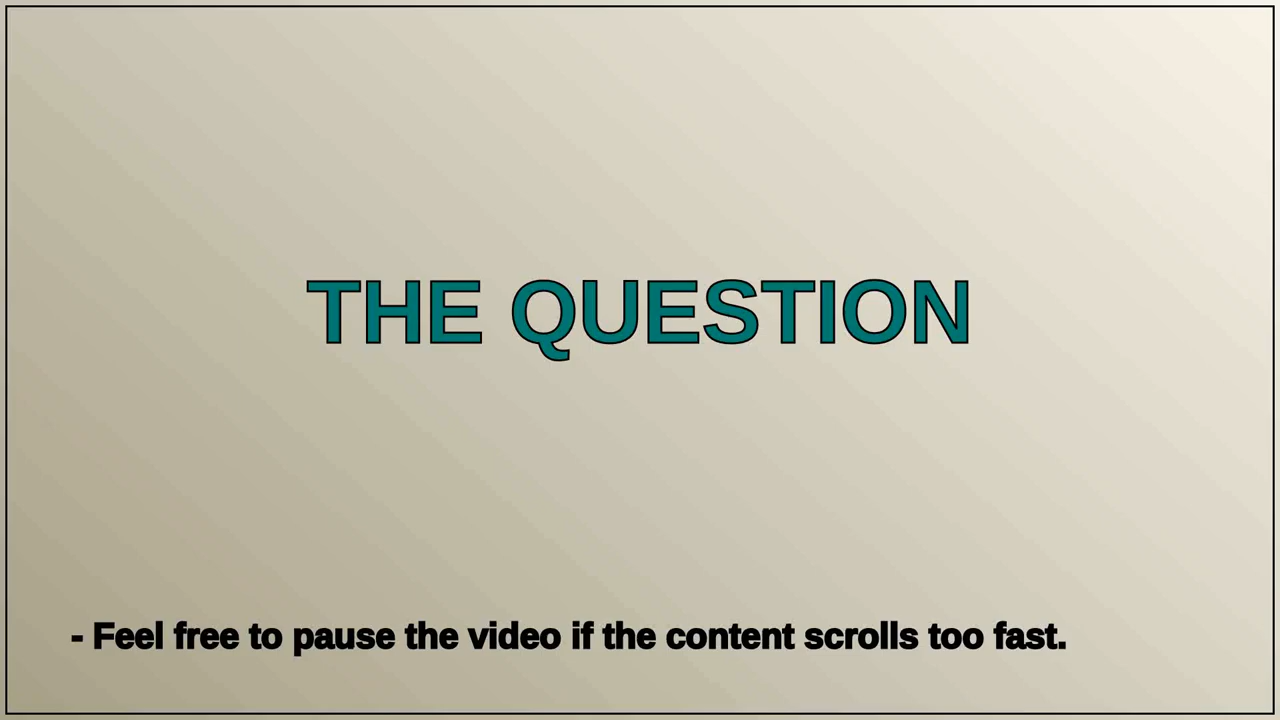 THE QUESTION
- Feel free to pause the video if the content scrolls too fast.